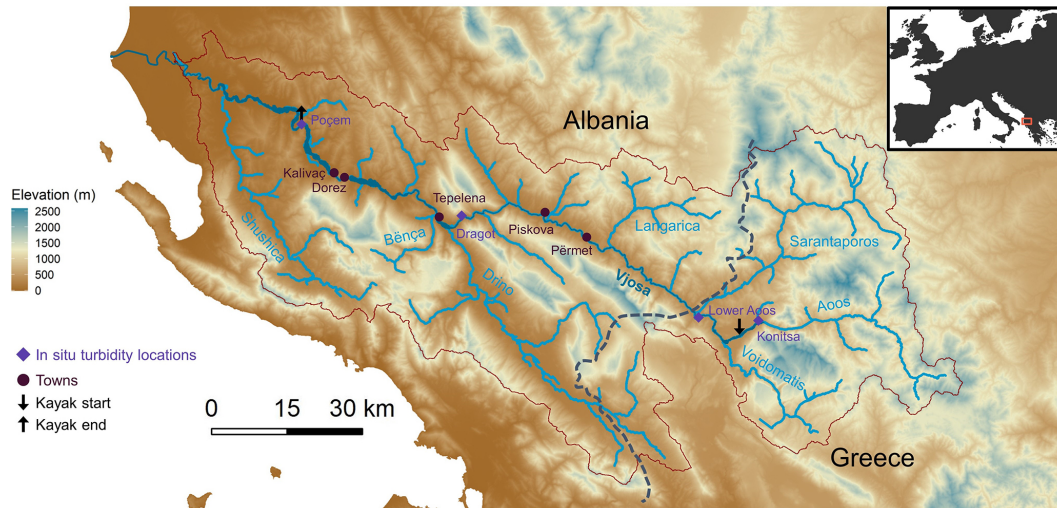 Albania
Poçem
Kalivaç
Dorez
Tepelena
Dragot
Piskova
Përmet
Langarica
Sarantaporos
Shushica
Bënça
Drino
Vjosa
Lower Aoos
Aoos
Konitsa
Voidomatis
Greece
Elevation (m)
2500
2000
1500
1000
500
0
In situ turbidity locations
Towns
Kayak start
Kayak end
0 15 30 km